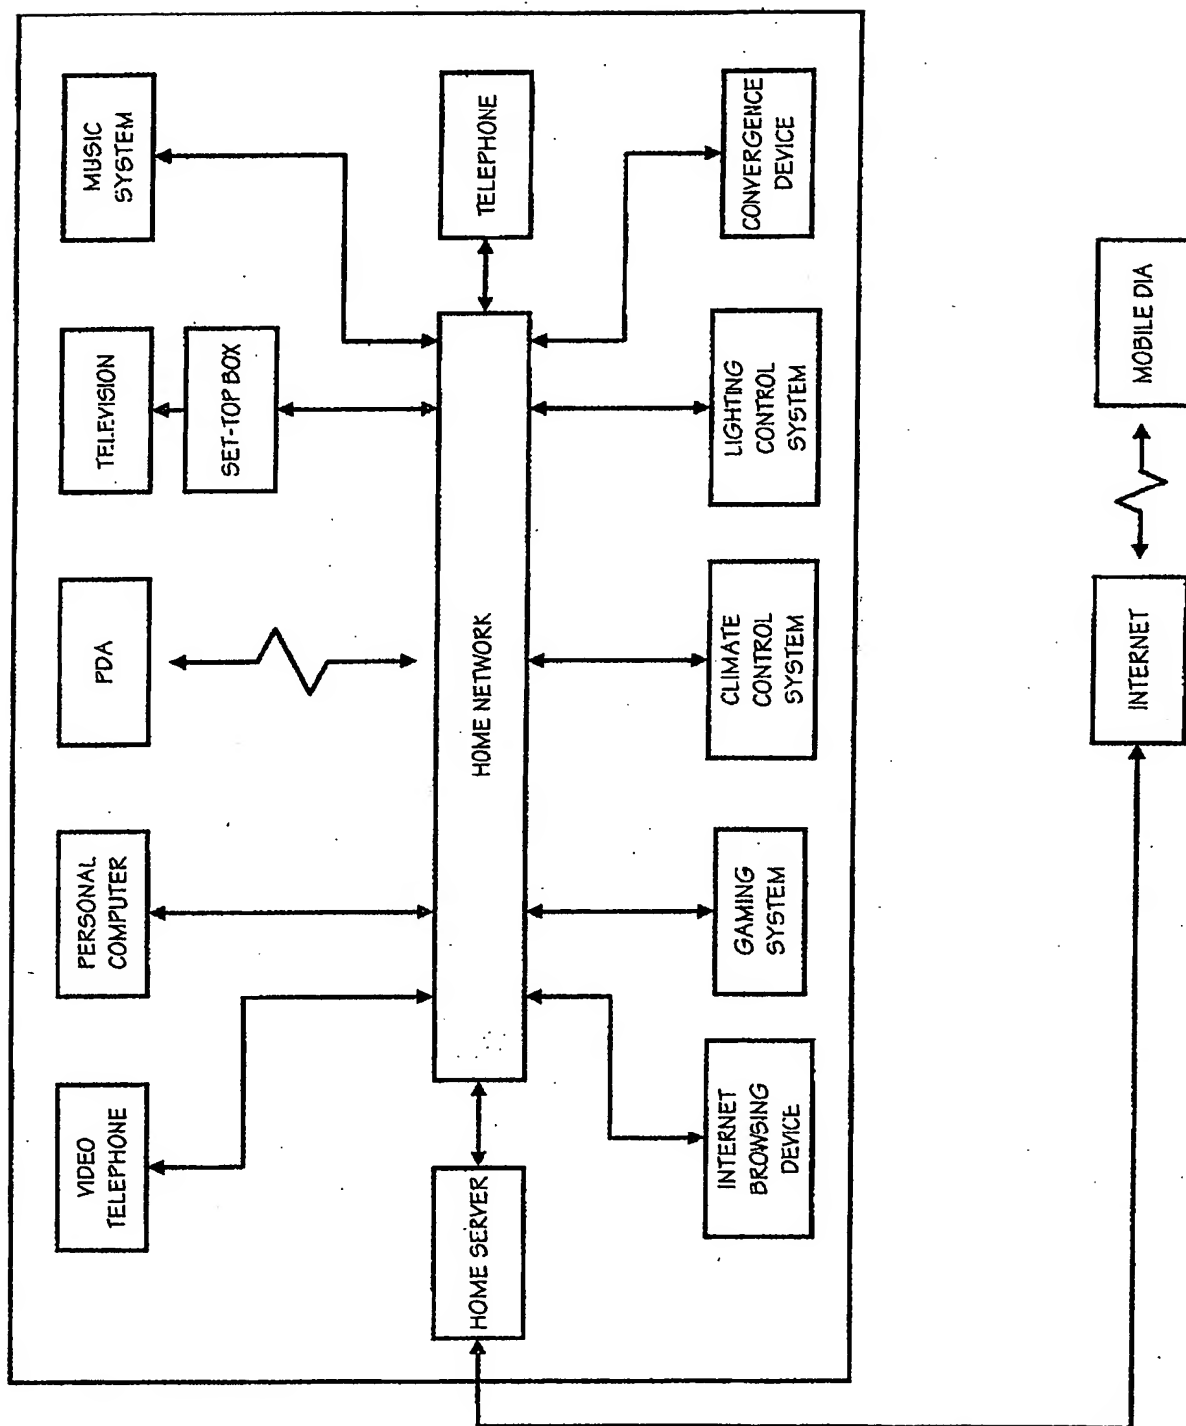 VIDEO
TELEPHONE
PERSONAL
COMPUTER
PDA
TELEVISION
SET-TOP BOX
MUSIC
SYSTEM
HOME SERVER
HOME NETWORK
TELEPHONE
INTERNET
BROWSING
DEVICE
GAMING
SYSTEM
CLIMATE
CONTROL
SYSTEM
LIGHTING
CONTROL
SYSTEM
CONVERGENCE
DEVICE
INTERNET
MOBILE DIA